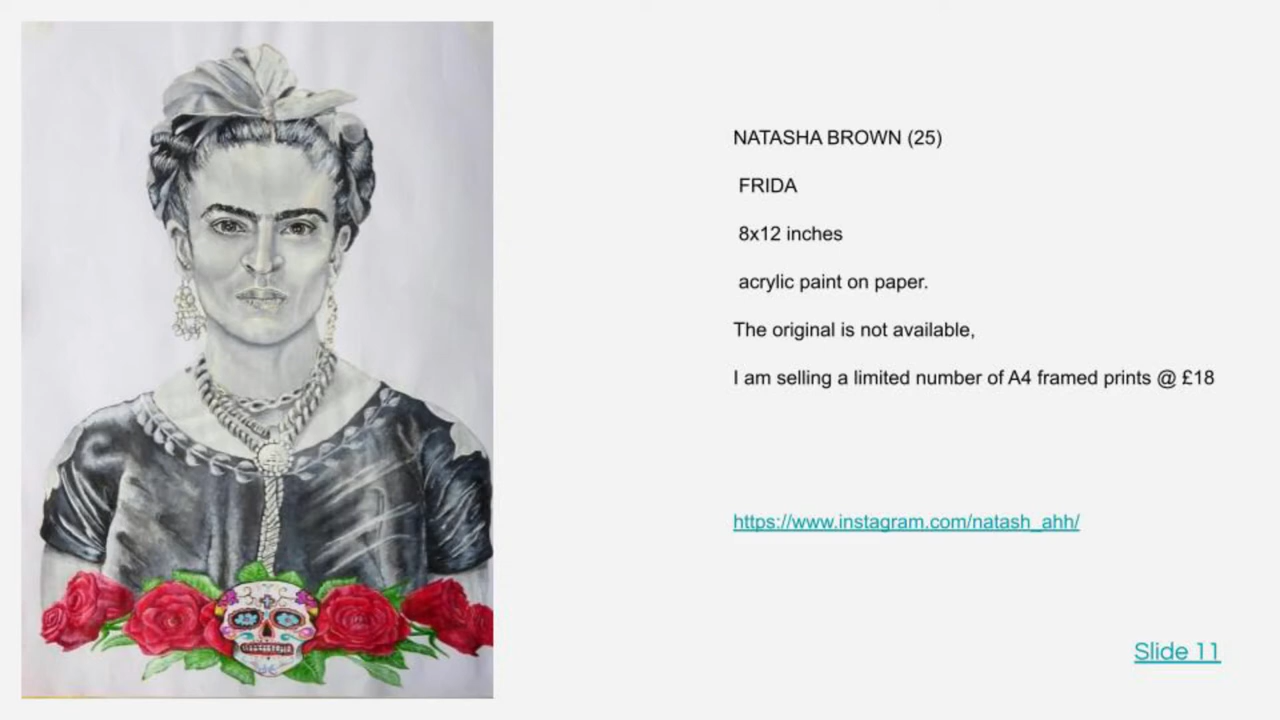 NATASHA BROWN (25)
FRIDA
8x12 inches
acrylic paint on paper.
The original is not available,
I am selling a limited number of A4 framed prints @ £18
https://www.instagram.com/natash_ahh/
Slide 11